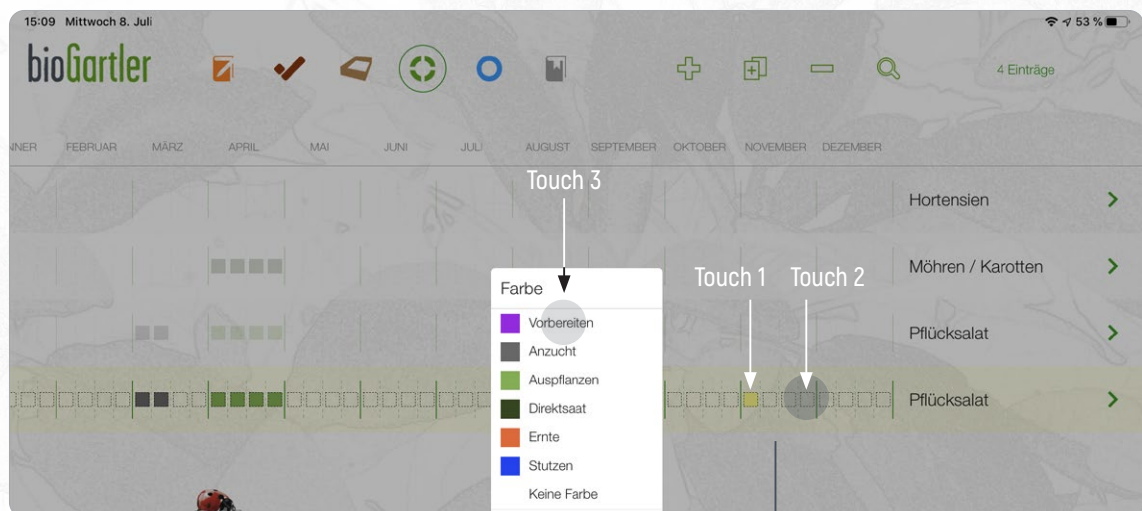 15:09 Mittwoch 8. Juli
53 %
bioGartler
4 Einträge
NNER FEBRUAR MÄRZ APRIL MAI JUNI JULI AUGUST SEPTEMBER OKTOBER NOVEMBER DEZEMBER
Touch 3
Hortensien
Möhren / Karotten
Touch 1 Touch 2
Farbe
Vorbereiten
Anzucht
Pflücksalat
Auspflanzen
Direktsaat
Pflücksalat
Ernte
Stutzen
Keine Farbe